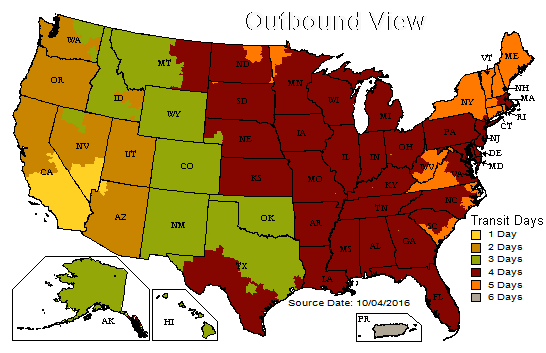 Outbound View
WA
MT
ND
MN
VT
ME
OR
ID
SD
WI
NY
NH
MA
WY
MI
RI
CT
NV
NE
IA
PA
NJ
UT
IL
IN
OH
DE
CA
CO
KS
MO
WV
VA
MD
KY
AZ
NM
OK
AR
TN
NC
SC
TX
LA
MS
AL
GA
FL
AK
HI
PR
Transit Days
1 Day
2 Days
3 Days
4 Days
5 Days
6 Days
Source Date: 10/04/2016